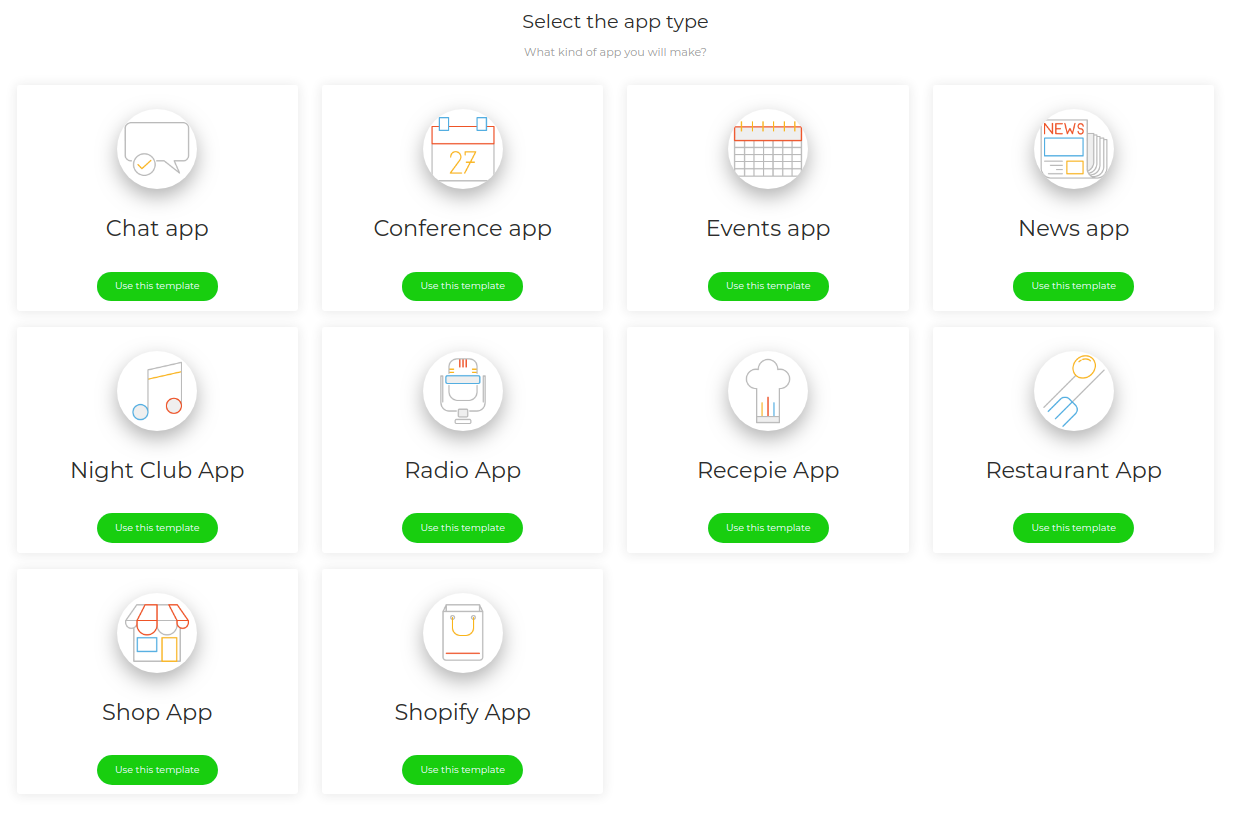 Select the app type
What kind of app you will make?
27
NEWS
Chat app
Conference app
Events app
News app
Use this template
Use this template
Use this template
Use this template
Night Club App
Radio App
Recepie App
Restaurant App
Use this template
Use this template
Use this template
Use this template
Shop App
Shopify App
Use this template
Use this template